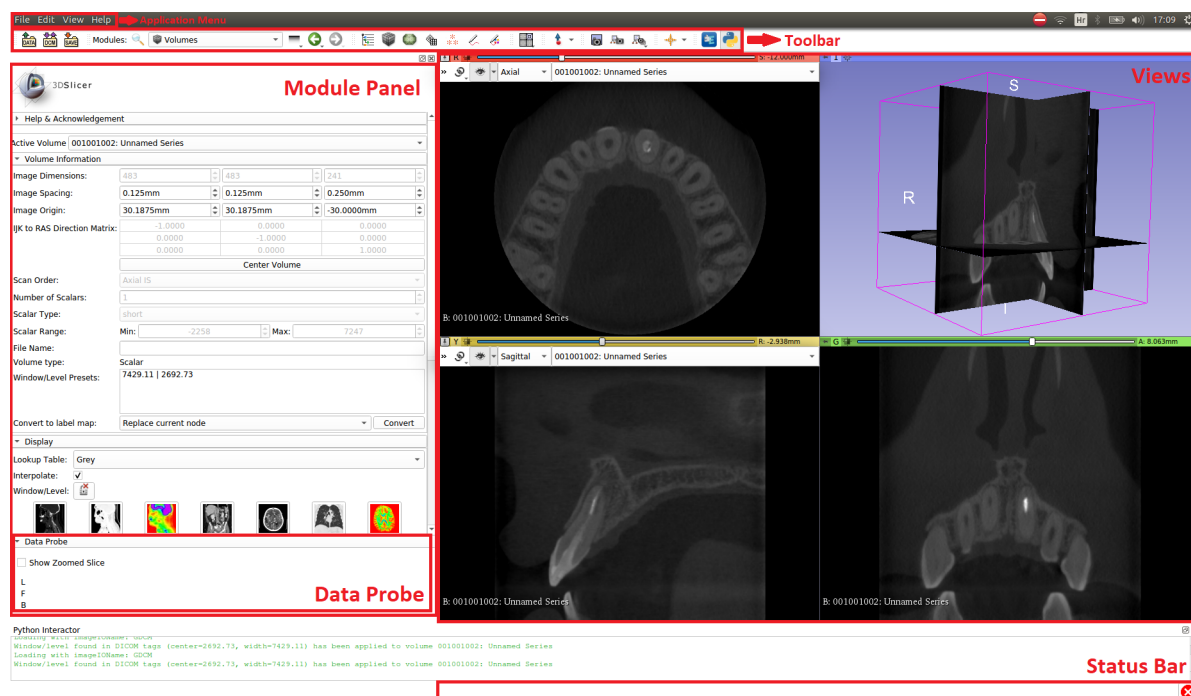 File Edit View Help Application Menu
Hr 17:09
DATA DCM SAVE Modules: Volumes Toolbar
3DSlicer
Module Panel
Help & Acknowledgement
Active Volume 001001002: Unnamed Series
Volume Information
Image Dimensions: 483 483 241
Image Spacing: 0.125mm 0.125mm 0.250mm
Image Origin: 30.1875mm 30.1875mm -30.0000mm
IJK to RAS Direction Matrix: -1.0000 0.0000 0.0000
0.0000 -1.0000 0.0000
0.0000 0.0000 1.0000
Center Volume
Scan Order: Axial IS
Number of Scalars: 1
Scalar Type: short
Scalar Range: Min: -2258 Max: 7247
File Name:
Volume type: Scalar
Window/Level Presets: 7429.11 | 2692.73
Convert to label map: Replace current node Convert
Display
Lookup Table: Grey
Interpolate:
Window/Level:
Data Probe
Show Zoomed Slice
L
F
B
Data Probe
R S: -12.000mm
Axial 001001002: Unnamed Series
B: 001001002: Unnamed Series
1
Views
S
R
I
Y R: -2.938mm
Sagittal 001001002: Unnamed Series
B: 001001002: Unnamed Series
G A: 8.063mm
B: 001001002: Unnamed Series
Python Interactor
Loading with imageIOName: GDCM
Window/level found in DICOM tags (center=2692.73, width=7429.11) has been applied to volume 001001002: Unnamed Series
Loading with imageIOName: GDCM
Window/level found in DICOM tags (center=2692.73, width=7429.11) has been applied to volume 001001002: Unnamed Series
Status Bar